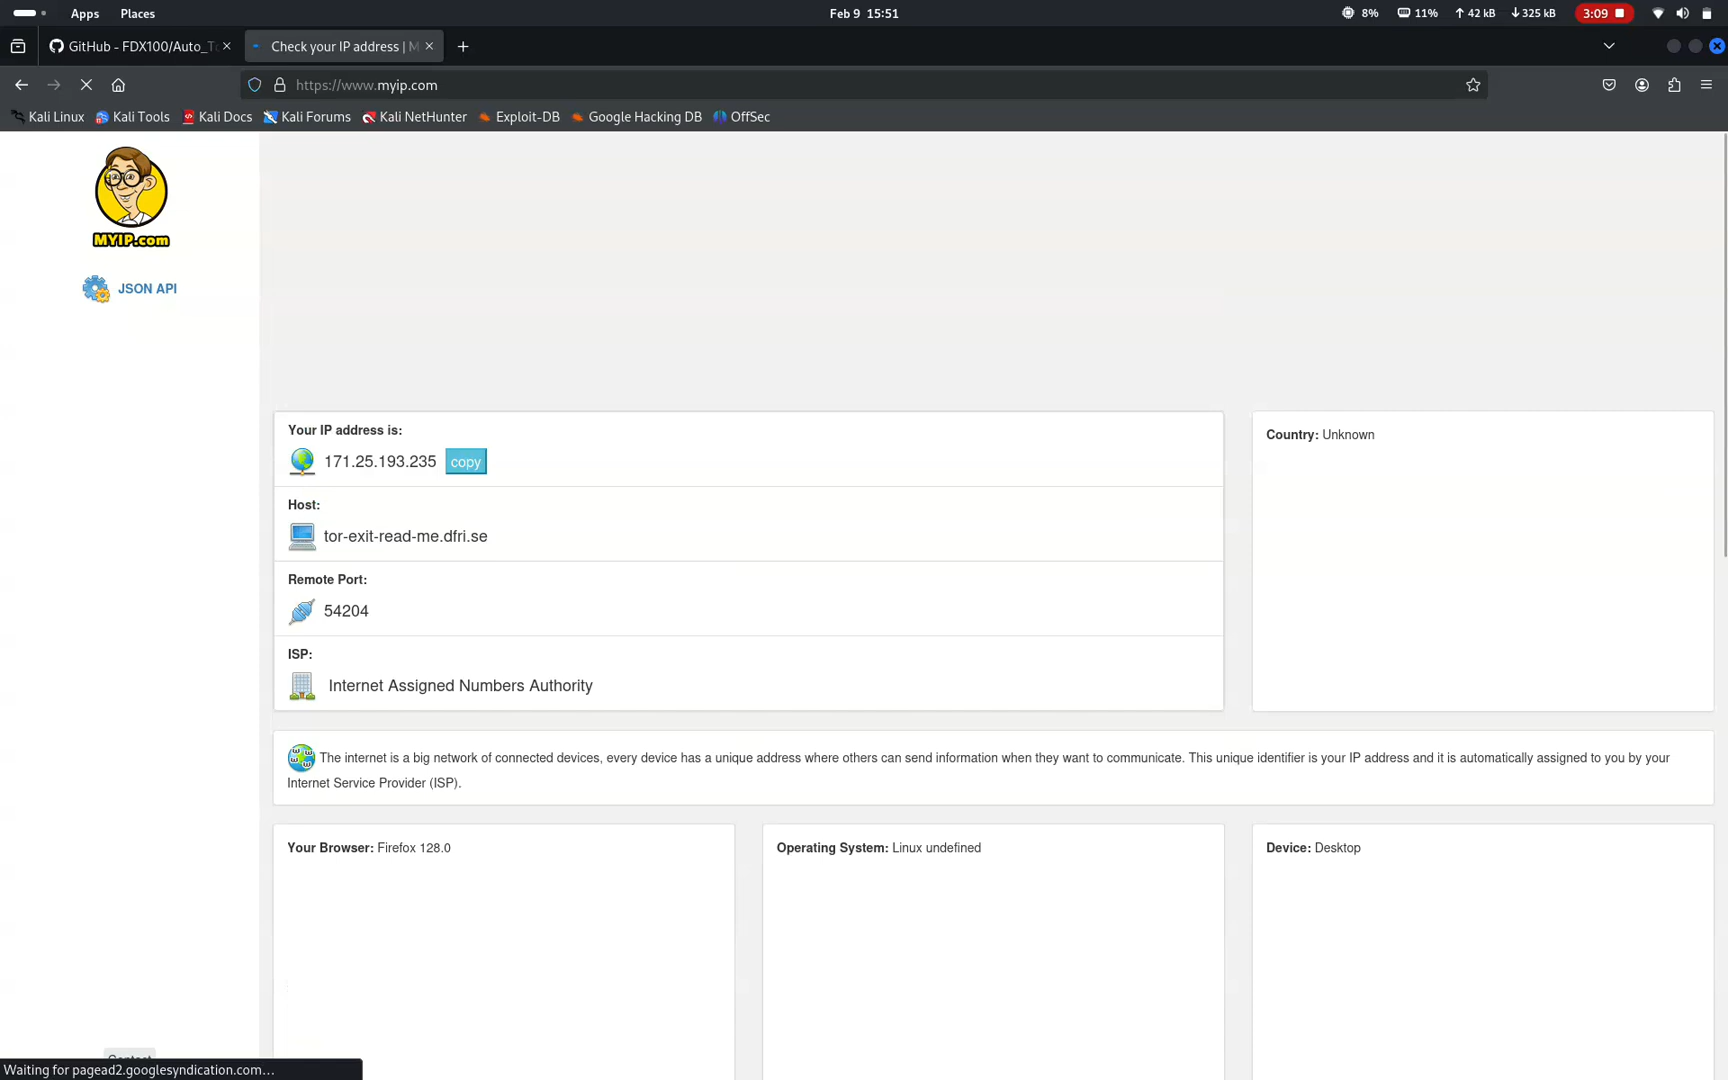 Apps Places Feb 9 15:51 8% 11% 42 kB 325 kB 3:09
GitHub - FDX100/Auto_To Check your IP address | M
https://www.myip.com
Kali Linux Kali Tools Kali Docs Kali Forums Kali NetHunter Exploit-DB Google Hacking DB OffSec
MYIP.com
JSON API
Your IP address is:
171.25.193.235 copy
Host:
tor-exit-read-me.dfri.se
Remote Port:
54204
ISP:
Internet Assigned Numbers Authority
Country: Unknown
The internet is a big network of connected devices, every device has a unique address where others can send information when they want to communicate. This unique identifier is your IP address and it is automatically assigned to you by your
Internet Service Provider (ISP).
Your Browser: Firefox 128.0
Operating System: Linux undefined
Device: Desktop
Contact
Waiting for pagead2.googlesyndication.com...